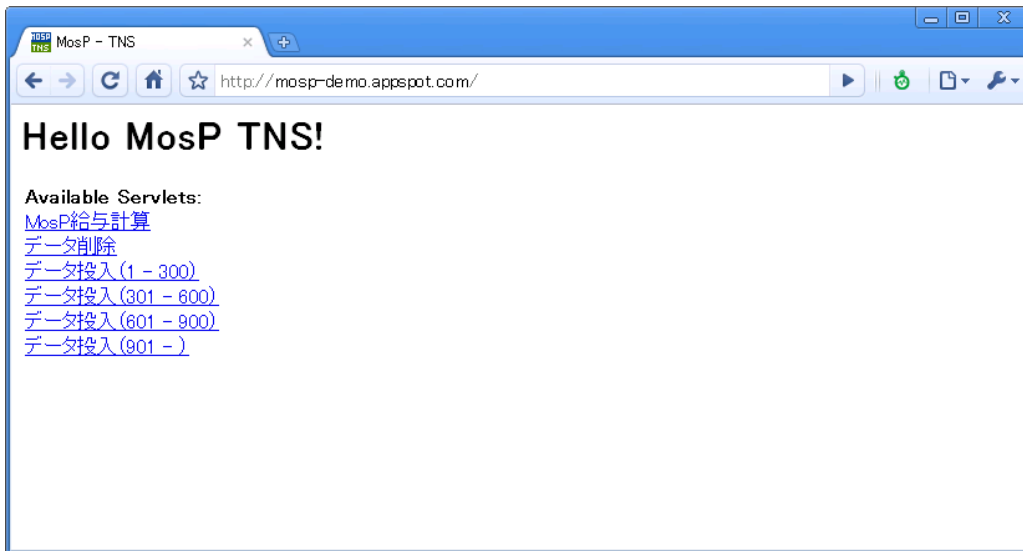 MosP - TNS
http://mosp-demo.appspot.com/
Hello MosP TNS!
Available Servlets:
MosP給与計算
データ削除
データ投入(1 - 300)
データ投入(301 - 600)
データ投入(601 - 900)
データ投入(901 - )